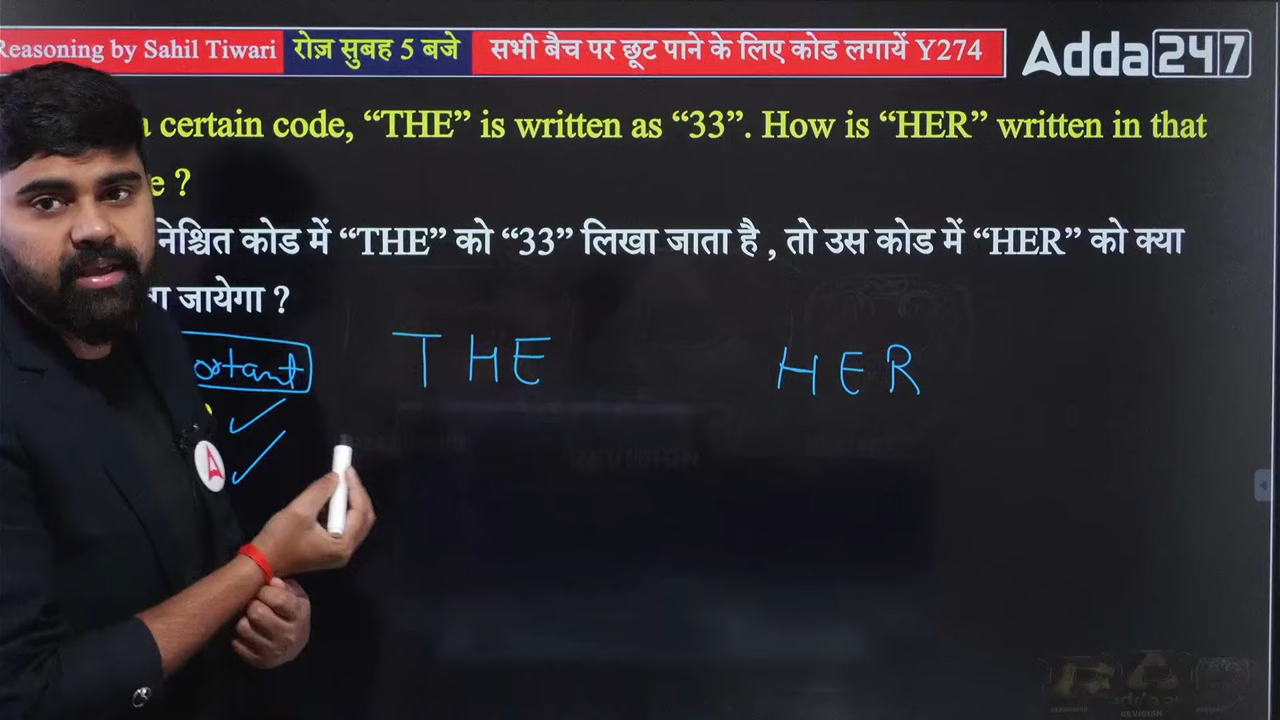 Reasoning by Sahil Tiwari रोज़ सुबह 5 बजे सभी बैच पर छूट पाने के लिए कोड लगायें Y274 Adda247
certain code, “THE” is written as “33”. How is “HER” written in that
?
निश्चित कोड में “THE” को “33” लिखा जाता है , तो उस कोड में “HER” को क्या
जायेगा ?
THE HER